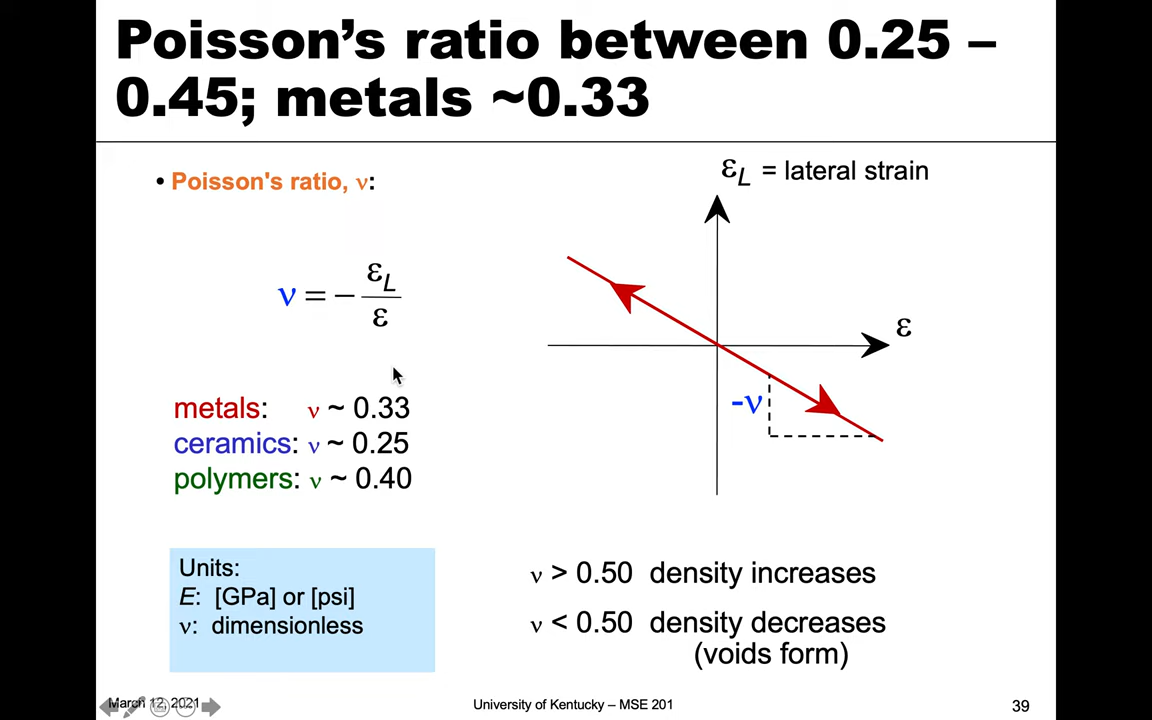 Poisson’s ratio between 0.25 –
0.45; metals ~0.33
• Poisson's ratio, ν:
εL = lateral strain
ν = − εL / ε
ε
-ν
metals: ν ~ 0.33
ceramics: ν ~ 0.25
polymers: ν ~ 0.40
Units:
E: [GPa] or [psi]
ν: dimensionless
ν > 0.50 density increases
ν < 0.50 density decreases
(voids form)
March 12, 2021
University of Kentucky – MSE 201
39